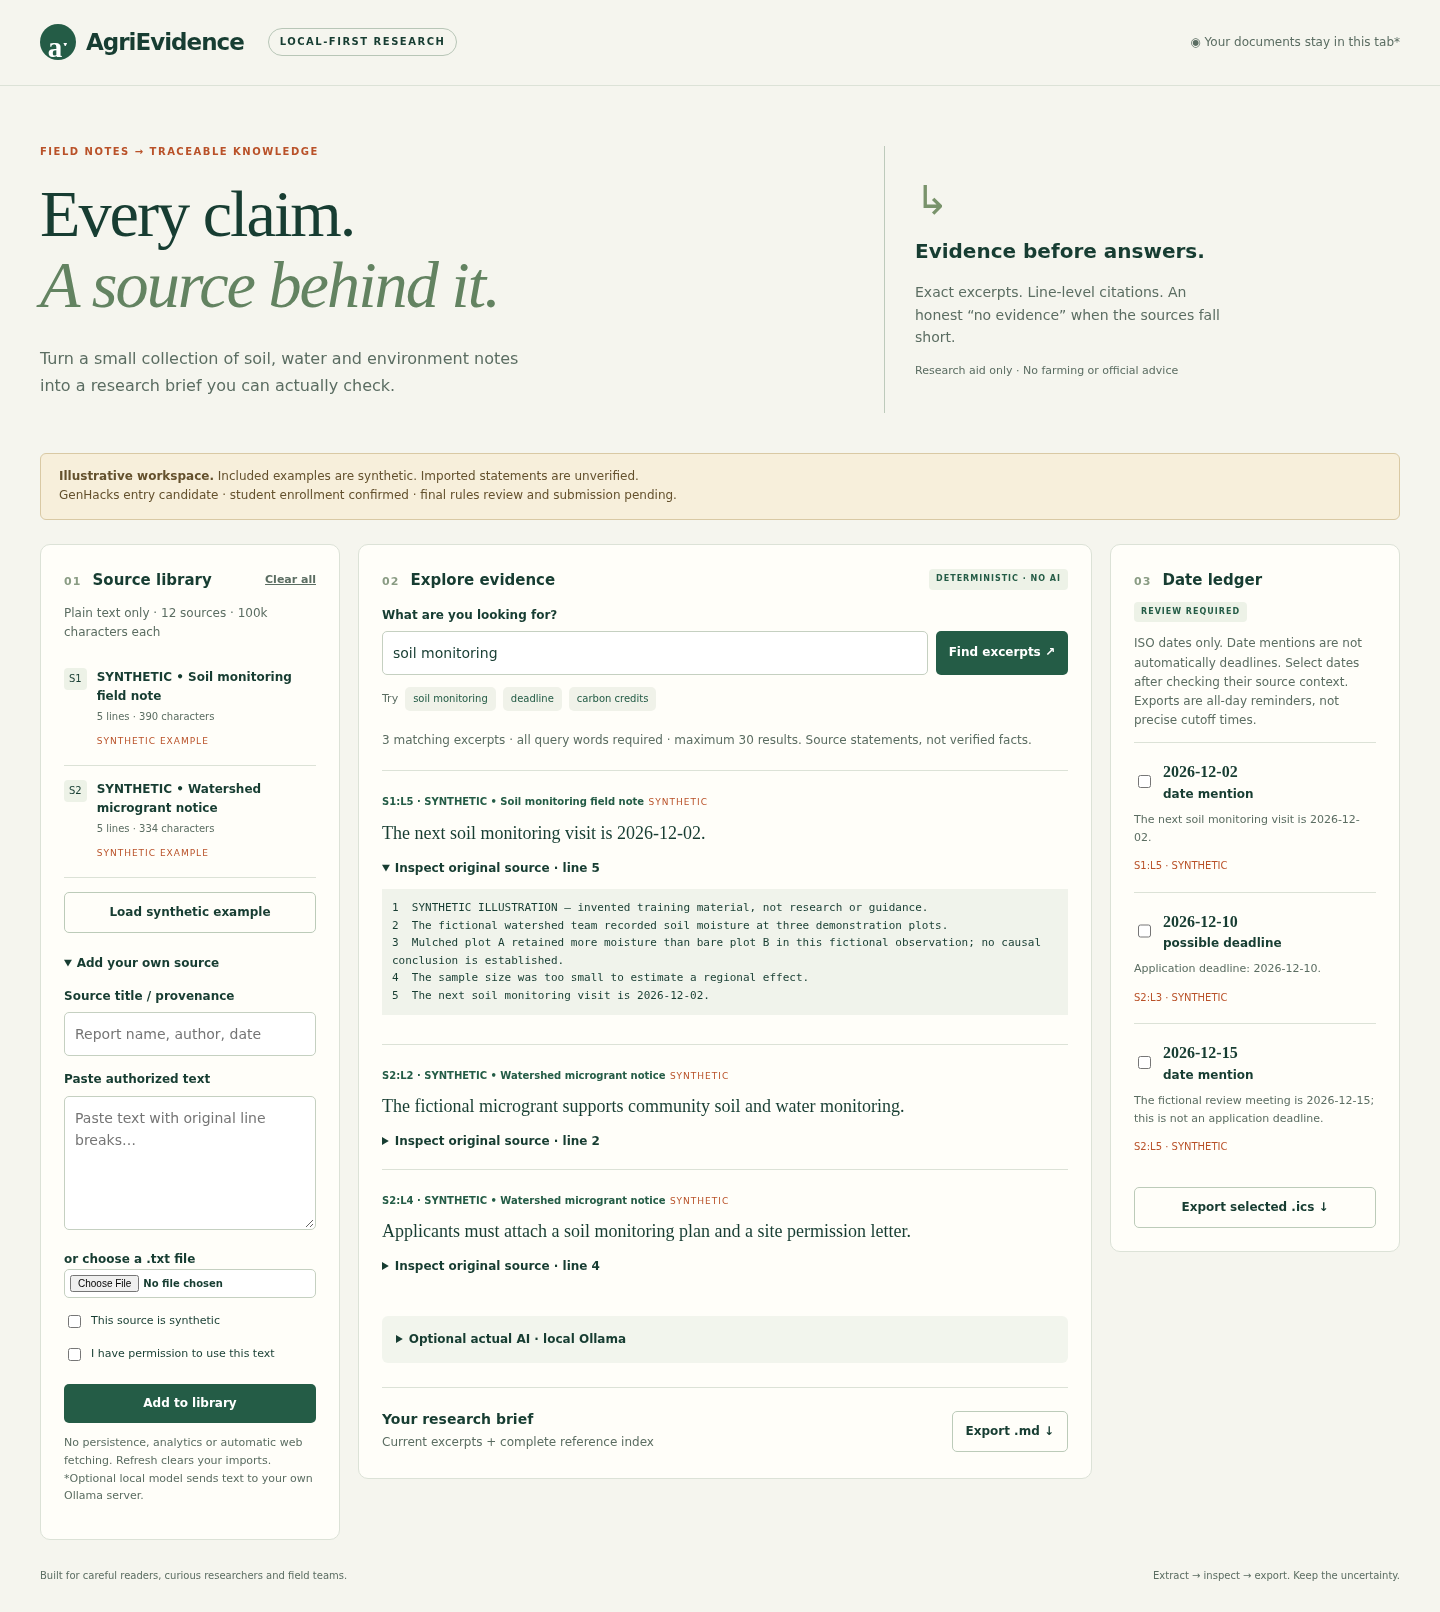 a AgriEvidence LOCAL-FIRST RESEARCH ◉ Your documents stay in this tab*
FIELD NOTES → TRACEABLE KNOWLEDGE
Every claim.
A source behind it.
Turn a small collection of soil, water and environment notes
into a research brief you can actually check.
↳
Evidence before answers.
Exact excerpts. Line-level citations. An
honest “no evidence” when the sources fall
short.
Research aid only · No farming or official advice
Illustrative workspace. Included examples are synthetic. Imported statements are unverified.
GenHacks entry candidate · student enrollment confirmed · final rules review and submission pending.
01 Source library Clear all
Plain text only · 12 sources · 100k
characters each
S1 SYNTHETIC • Soil monitoring
field note
5 lines · 390 characters
SYNTHETIC EXAMPLE
S2 SYNTHETIC • Watershed
microgrant notice
5 lines · 334 characters
SYNTHETIC EXAMPLE
Load synthetic example
▼ Add your own source
Source title / provenance
Report name, author, date
Paste authorized text
Paste text with original line
breaks…
or choose a .txt file
Choose File No file chosen
This source is synthetic
I have permission to use this text
Add to library
No persistence, analytics or automatic web
fetching. Refresh clears your imports.
*Optional local model sends text to your own
Ollama server.
02 Explore evidence DETERMINISTIC · NO AI
What are you looking for?
soil monitoring Find excerpts ↗
Try soil monitoring deadline carbon credits
3 matching excerpts · all query words required · maximum 30 results. Source statements, not verified facts.
S1:L5 · SYNTHETIC • Soil monitoring field note SYNTHETIC
The next soil monitoring visit is 2026-12-02.
▼ Inspect original source · line 5
1 SYNTHETIC ILLUSTRATION — invented training material, not research or guidance.
2 The fictional watershed team recorded soil moisture at three demonstration plots.
3 Mulched plot A retained more moisture than bare plot B in this fictional observation; no causal
conclusion is established.
4 The sample size was too small to estimate a regional effect.
5 The next soil monitoring visit is 2026-12-02.
S2:L2 · SYNTHETIC • Watershed microgrant notice SYNTHETIC
The fictional microgrant supports community soil and water monitoring.
▶ Inspect original source · line 2
S2:L4 · SYNTHETIC • Watershed microgrant notice SYNTHETIC
Applicants must attach a soil monitoring plan and a site permission letter.
▶ Inspect original source · line 4
▶ Optional actual AI · local Ollama
Your research brief
Current excerpts + complete reference index
Export .md ↓
03 Date ledger
REVIEW REQUIRED
ISO dates only. Date mentions are not
automatically deadlines. Select dates
after checking their source context.
Exports are all-day reminders, not
precise cutoff times.
2026-12-02
date mention
The next soil monitoring visit is 2026-12-
02.
S1:L5 · SYNTHETIC
2026-12-10
possible deadline
Application deadline: 2026-12-10.
S2:L3 · SYNTHETIC
2026-12-15
date mention
The fictional review meeting is 2026-12-15;
this is not an application deadline.
S2:L5 · SYNTHETIC
Export selected .ics ↓
Built for careful readers, curious researchers and field teams.
Extract → inspect → export. Keep the uncertainty.